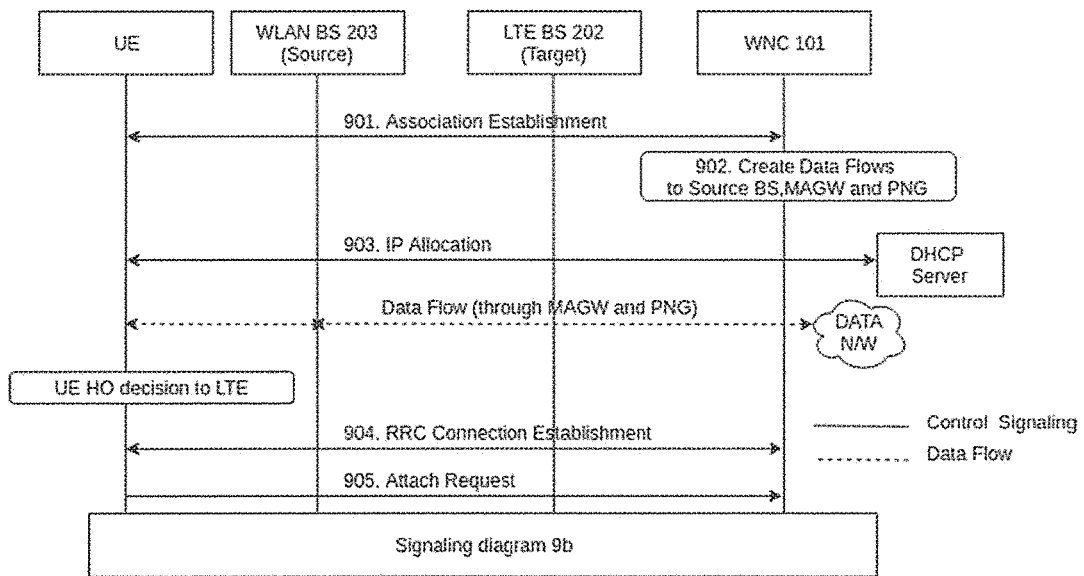 UE
WLAN BS 203
(Source)
LTE BS 202
(Target)
WNC 101
901. Association Establishment
902. Create Data Flows
to Source BS,MAGW and PNG
903. IP Allocation
DHCP
Server
Data Flow (through MAGW and PNG)
DATA
N/W
UE HO decision to LTE
Control Signaling
904. RRC Connection Establishment
Data Flow
905. Attach Request
Signaling diagram 9b